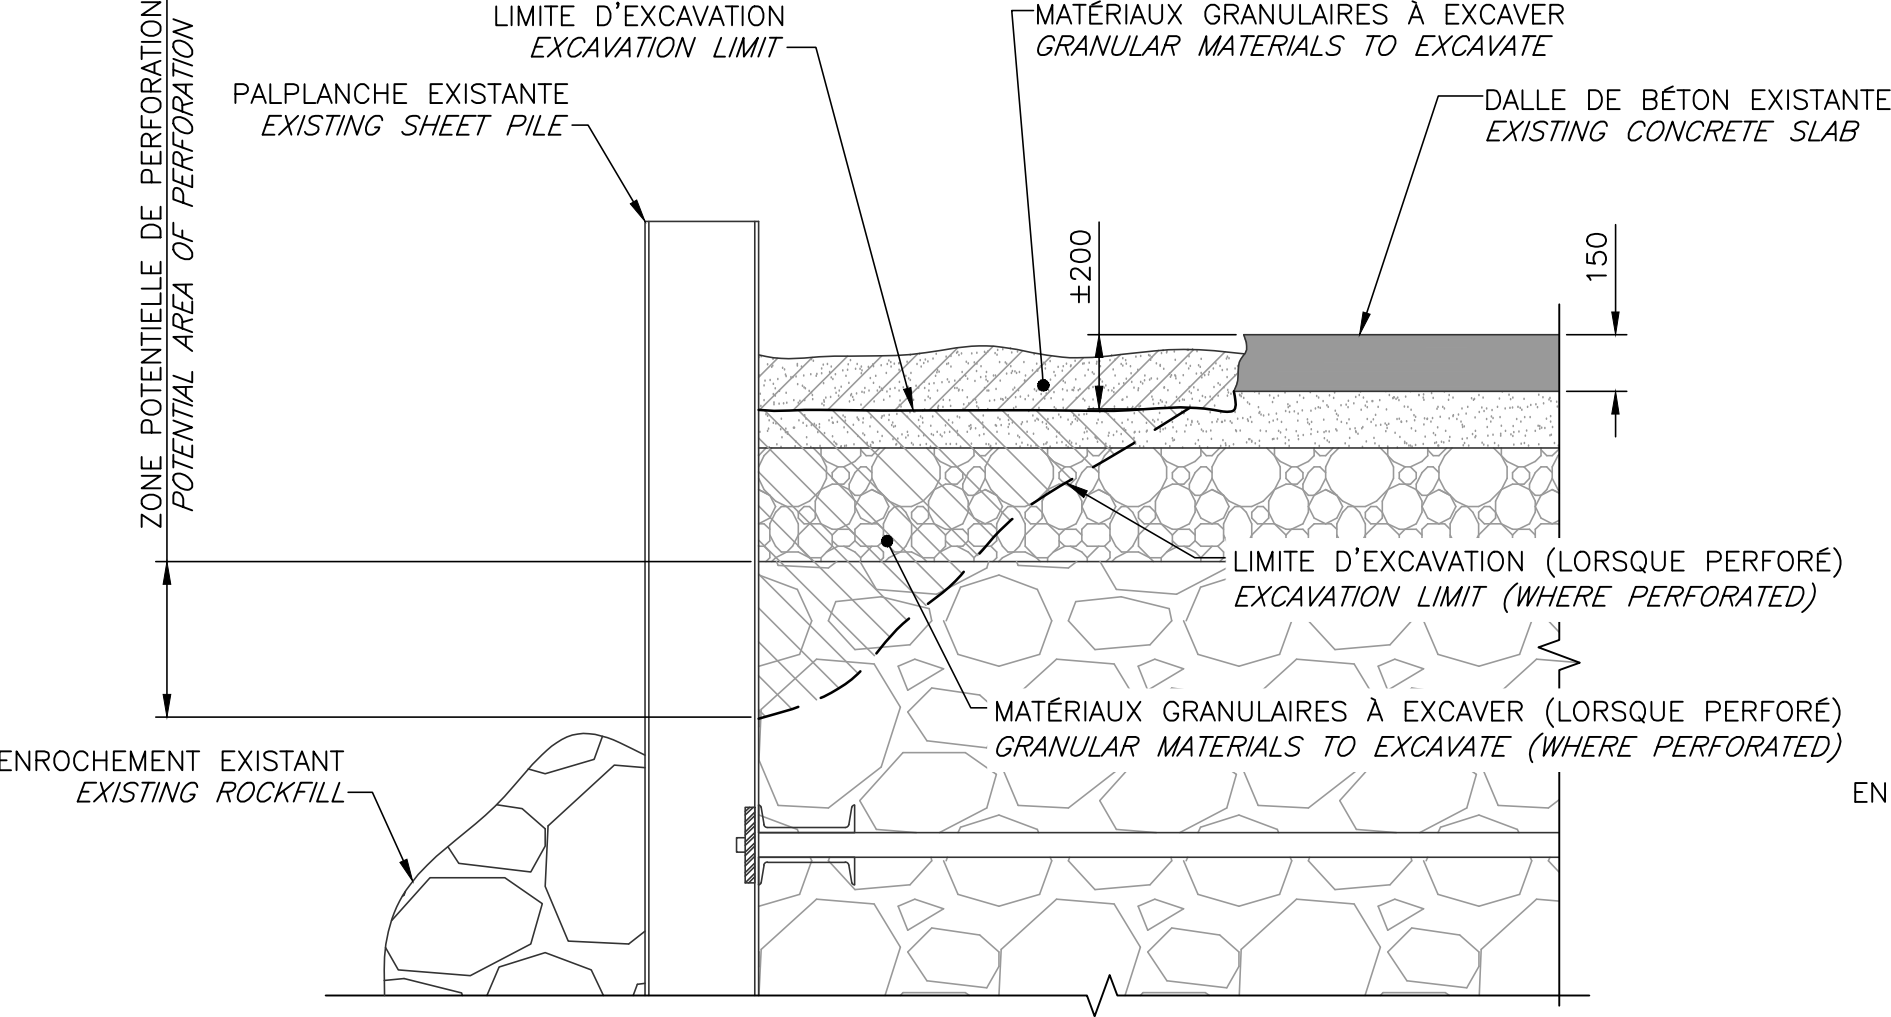 LIMITE D'EXCAVATION
EXCAVATION LIMIT
MATÉRIAUX GRANULAIRES À EXCAVER
GRANULAR MATERIALS TO EXCAVATE
PALPLANCHE EXISTANTE
EXISTING SHEET PILE
DALLE DE BÉTON EXISTANTE
EXISTING CONCRETE SLAB
ZONE POTENTIELLE DE PERFORATION
POTENTIAL AREA OF PERFORATION
±200
150
LIMITE D'EXCAVATION (LORSQUE PERFORÉ)
EXCAVATION LIMIT (WHERE PERFORATED)
MATÉRIAUX GRANULAIRES À EXCAVER (LORSQUE PERFORÉ)
GRANULAR MATERIALS TO EXCAVATE (WHERE PERFORATED)
ENROCHEMENT EXISTANT
EXISTING ROCKFILL
EN